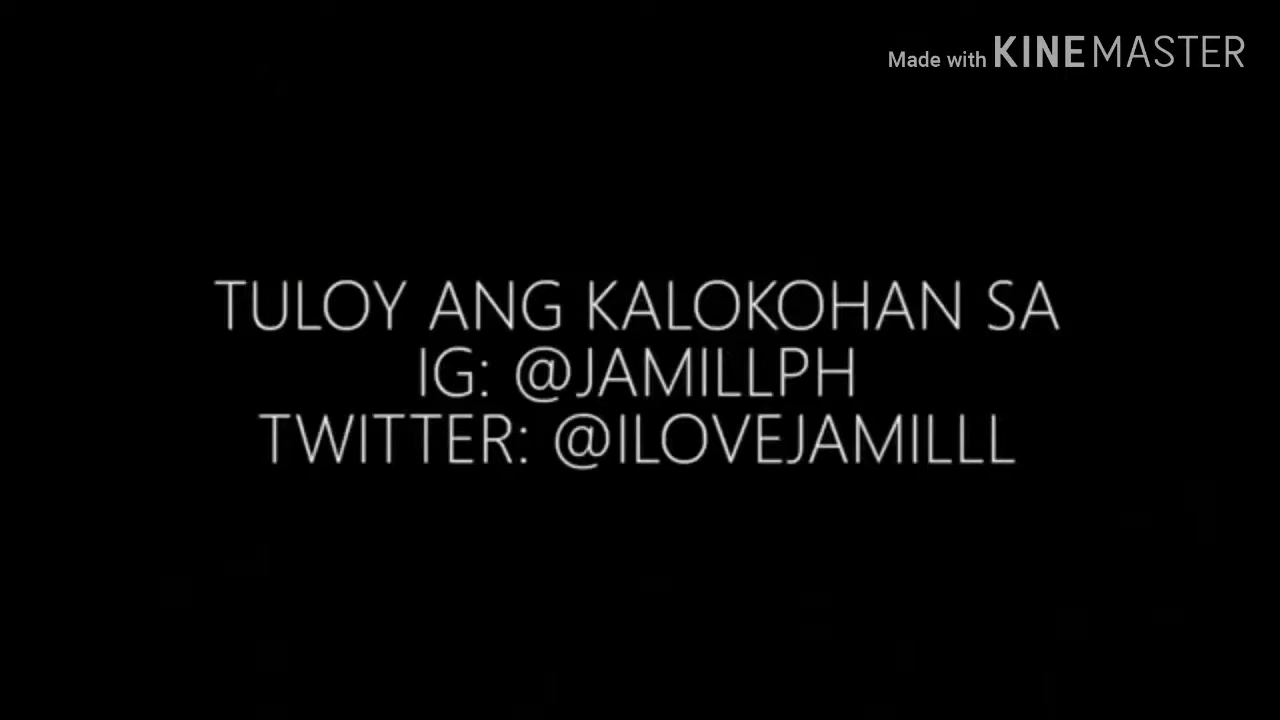 Made with KINEMASTER
TULOY ANG KALOKOHAN SA
IG: @JAMILLPH
TWITTER: @ILOVEJAMILLL